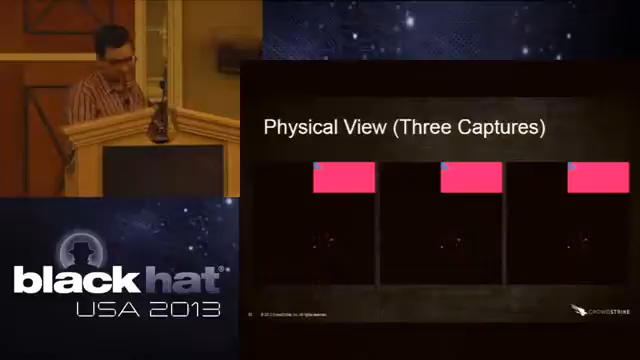 Physical View (Three Captures)
black hat®
USA 2013
CROWDSTRIKE